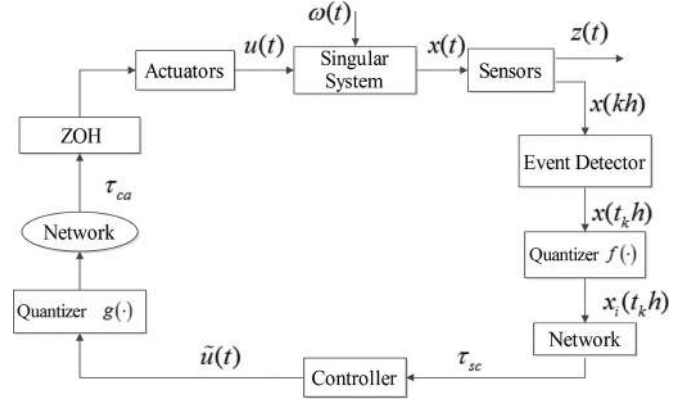 ω(t)
u(t)
x(t)
z(t)
Actuators
Singular
System
Sensors
x(kh)
ZOH
Event Detector
τ_ca
x(t_k h)
Network
Quantizer f(·)
x_i(t_k h)
Quantizer g(·)
Network
ũ(t)
τ_sc
Controller